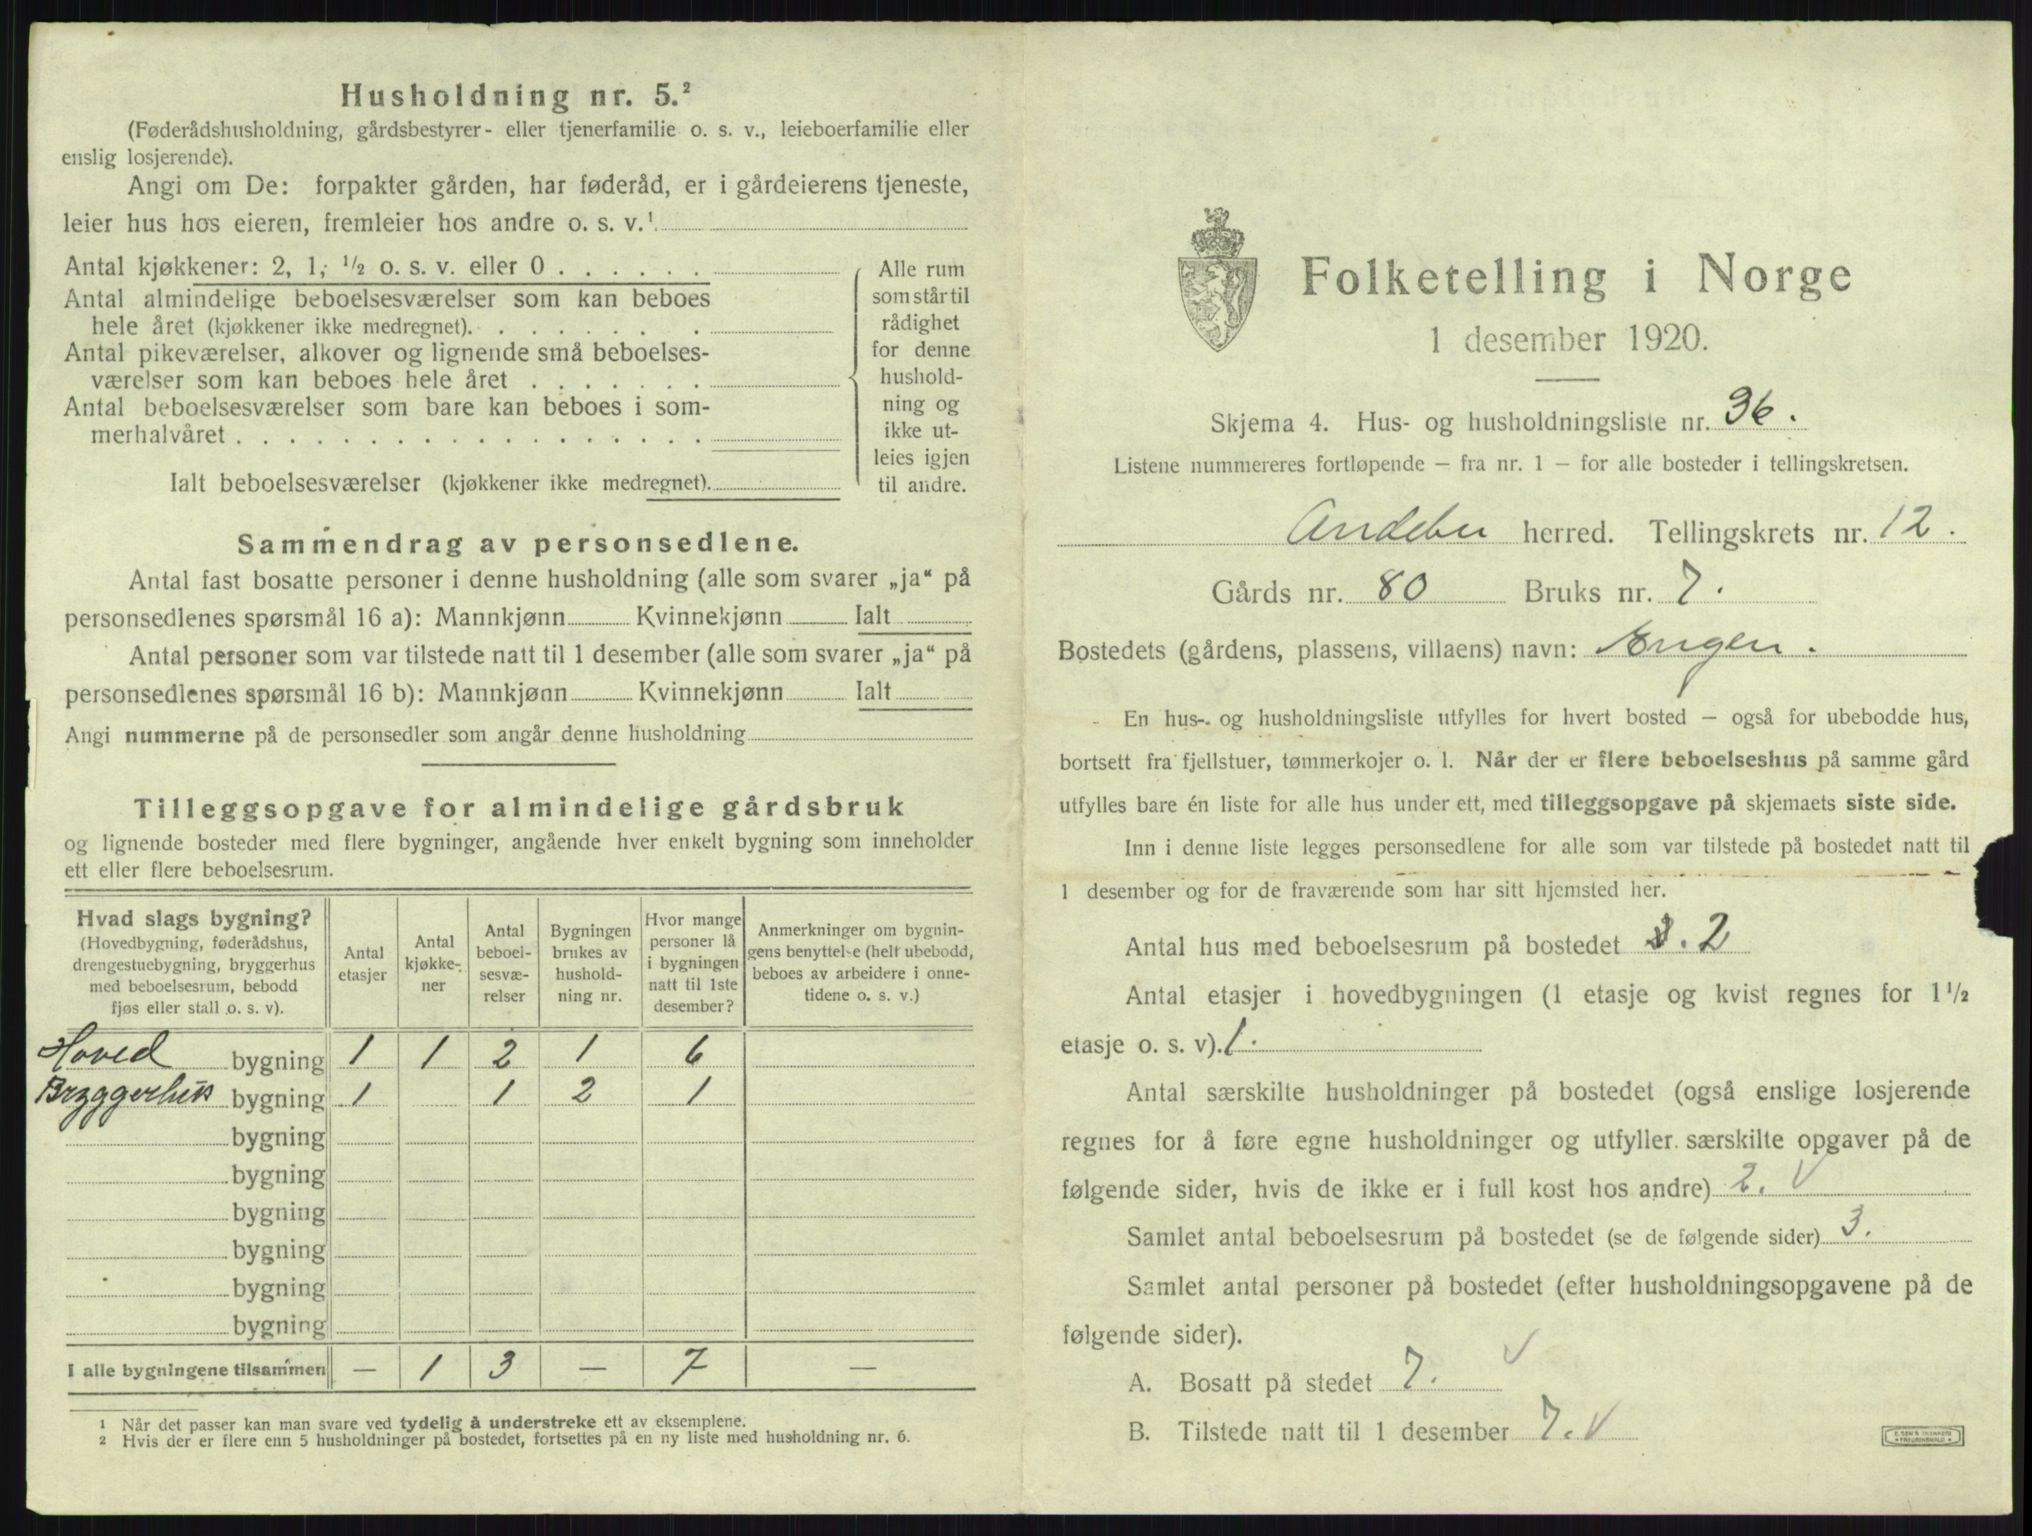 Husholdning nr. 5.²
(Føderådshusholdning, gårdsbestyrer- eller tjenerfamilie o. s. v., leieboerfamilie eller
enslig losjerende).
Angi om De: forpakter gården, har føderåd, er i gårdeierens tjeneste,
leier hus hos eieren, fremleier hos andre o. s. v.¹
Antal kjøkkener: 2, 1, ½ o. s. v. eller 0 . . . . . .
Antal almindelige beboelsesværelser som kan beboes
hele året (kjøkkener ikke medregnet). . . . . . . .
Antal pikeværelser, alkover og lignende små beboelses-
værelser som kan beboes hele året . . . . . . .
Antal beboelsesværelser som bare kan beboes i som-
merhalvåret . . . . . . . . . . . . . . . . . .
Ialt beboelsesværelser (kjøkkener ikke medregnet).
Alle rum
som står til
rådighet
for denne
hushold-
ning og
ikke ut-
leies igjen
til andre.
Sammendrag av personsedlene.
Antal fast bosatte personer i denne husholdning (alle som svarer „ja“ på
personsedlenes spørsmål 16 a): Mannkjønn Kvinnekjønn Ialt
Antal personer som var tilstede natt til 1 desember (alle som svarer „ja“ på
personsedlenes spørsmål 16 b): Mannkjønn Kvinnekjønn Ialt
Angi nummerne på de personsedler som angår denne husholdning
Tilleggsopgave for almindelige gårdsbruk
og lignende bosteder med flere bygninger, angående hver enkelt bygning som inneholder
ett eller flere beboelsesrum.
Hvad slags bygning?
(Hovedbygning, føderådshus,
drengestuebygning, bryggerhus
med beboelsesrum, bebodd
fjøs eller stall o. s. v).
Antal
etasjer
Antal
kjøkke-
ner
Antal
beboel-
sesvæ-
relser
Bygningen
brukes av
hushold-
ning nr.
Hvor mange
personer lå
i bygningen
natt til 1ste
desember?
Anmerkninger om bygnin-
gens benyttelse (helt ubebodd,
beboes av arbeidere i onne-
tidene o. s. v.)
Hoved bygning 1 1 2 1 6
Bryggerhus bygning 1 1 2 1
bygning
bygning
bygning
bygning
bygning
bygning
I alle bygningene tilsammen — 1 3 — 7 —
¹ Når det passer kan man svare ved tydelig å understreke ett av eksemplene.
² Hvis der er flere enn 5 husholdninger på bostedet, fortsettes på en ny liste med husholdning nr. 6.
Folketelling i Norge
1 desember 1920.
Skjema 4. Hus- og husholdningsliste nr. 36.
Listene nummereres fortløpende – fra nr. 1 – for alle bosteder i tellingskretsen.
Andebu herred. Tellingskrets nr. 12.
Gårds nr. 80 Bruks nr. 7.
Bostedets (gårdens, plassens, villaens) navn: Engen.
En hus- og husholdningsliste utfylles for hvert bosted – også for ubebodde hus,
bortsett fra fjellstuer, tømmerkojer o. l. Når der er flere beboelseshus på samme gård
utfylles bare én liste for alle hus under ett, med tilleggsopgave på skjemaets siste side.
Inn i denne liste legges personsedlene for alle som var tilstede på bostedet natt til
1 desember og for de fraværende som har sitt hjemsted her.
Antal hus med beboelsesrum på bostedet 2
Antal etasjer i hovedbygningen (1 etasje og kvist regnes for 1½
etasje o. s. v). 1.
Antal særskilte husholdninger på bostedet (også enslige losjerende
regnes for å føre egne husholdninger og utfyller særskilte opgaver på de
følgende sider, hvis de ikke er i full kost hos andre) 2. √
Samlet antal beboelsesrum på bostedet (se de følgende sider) 3.
Samlet antal personer på bostedet (efter husholdningsopgavene på de
følgende sider).
A. Bosatt på stedet 7. √
B. Tilstede natt til 1 desember 7. √